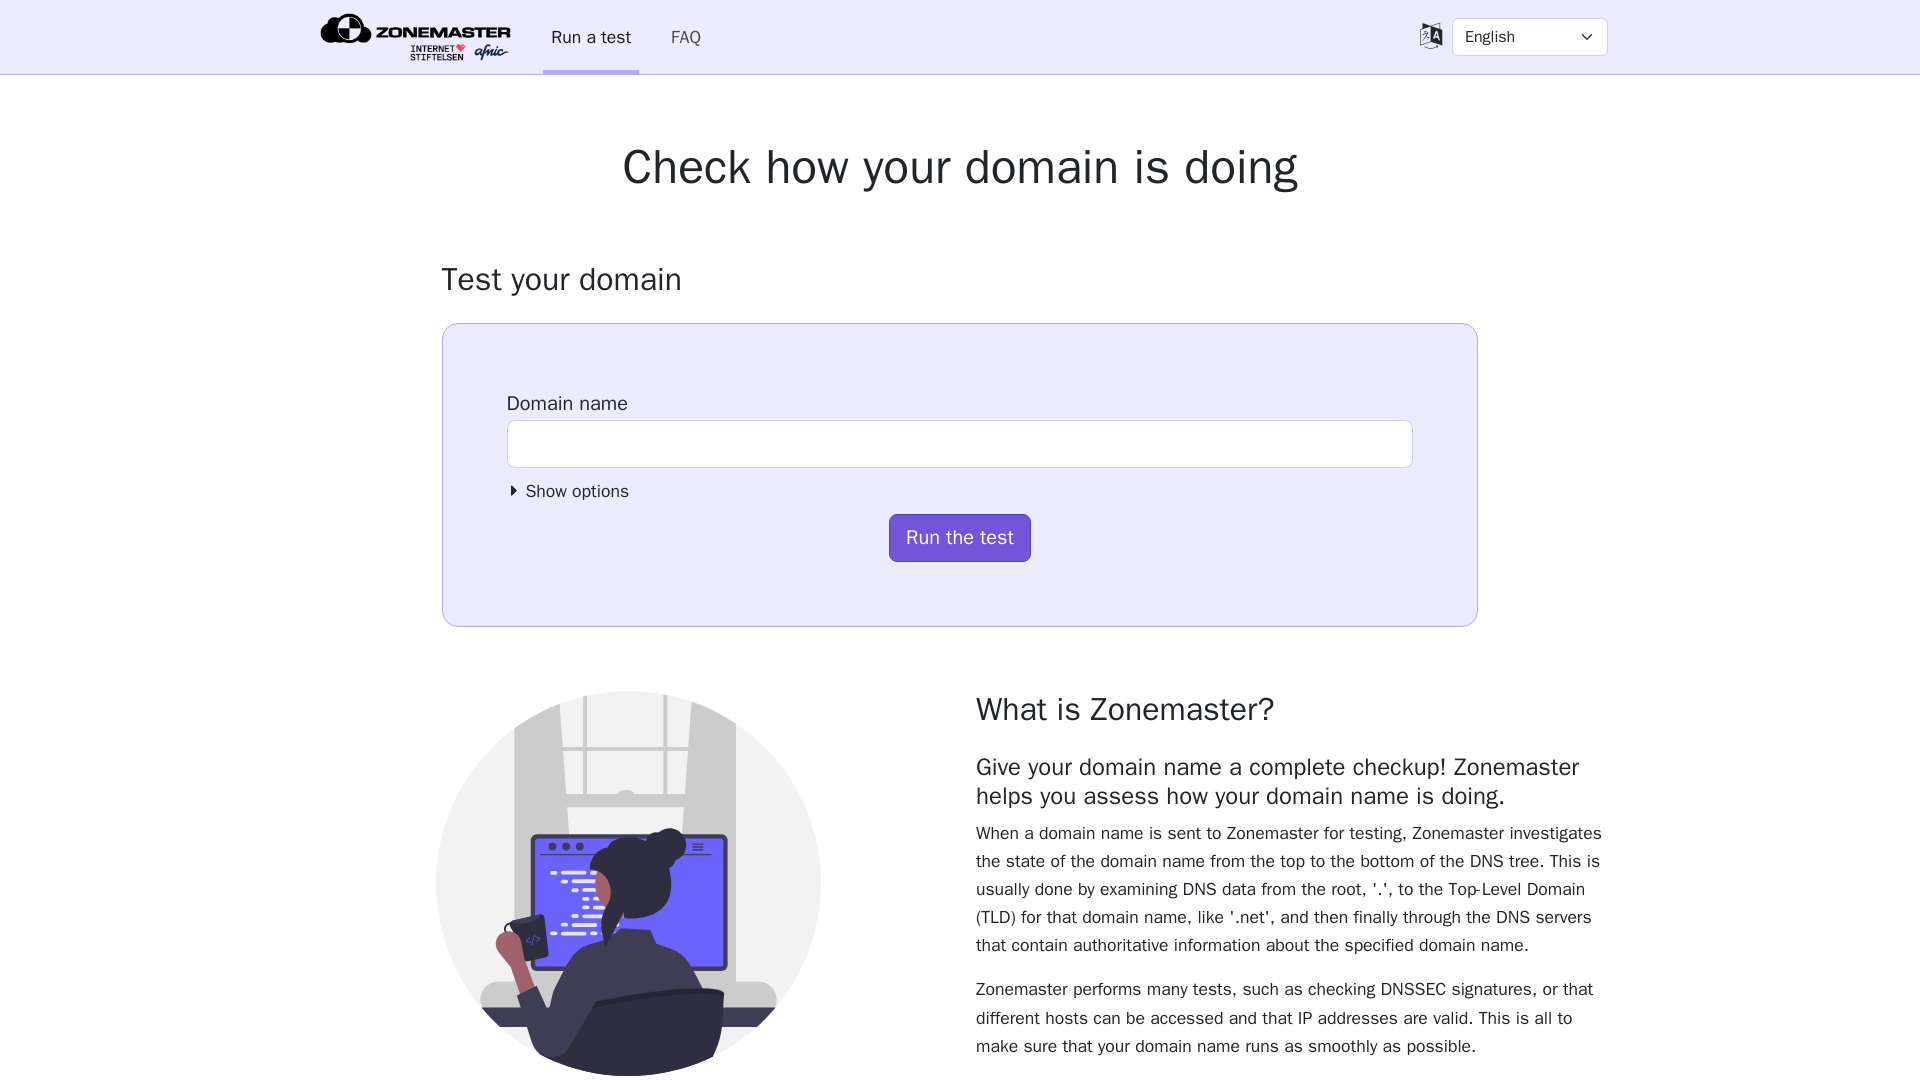 ZONEMASTER
INTERNET
STIFTELSEN
afnic
Run a test
FAQ
A
English
Check how your domain is doing
Test your domain
Domain name
Show options
Run the test
</>
What is Zonemaster?
Give your domain name a complete checkup! Zonemaster
helps you assess how your domain name is doing.
When a domain name is sent to Zonemaster for testing, Zonemaster investigates
the state of the domain name from the top to the bottom of the DNS tree. This is
usually done by examining DNS data from the root, '.', to the Top-Level Domain
(TLD) for that domain name, like '.net', and then finally through the DNS servers
that contain authoritative information about the specified domain name.
Zonemaster performs many tests, such as checking DNSSEC signatures, or that
different hosts can be accessed and that IP addresses are valid. This is all to
make sure that your domain name runs as smoothly as possible.